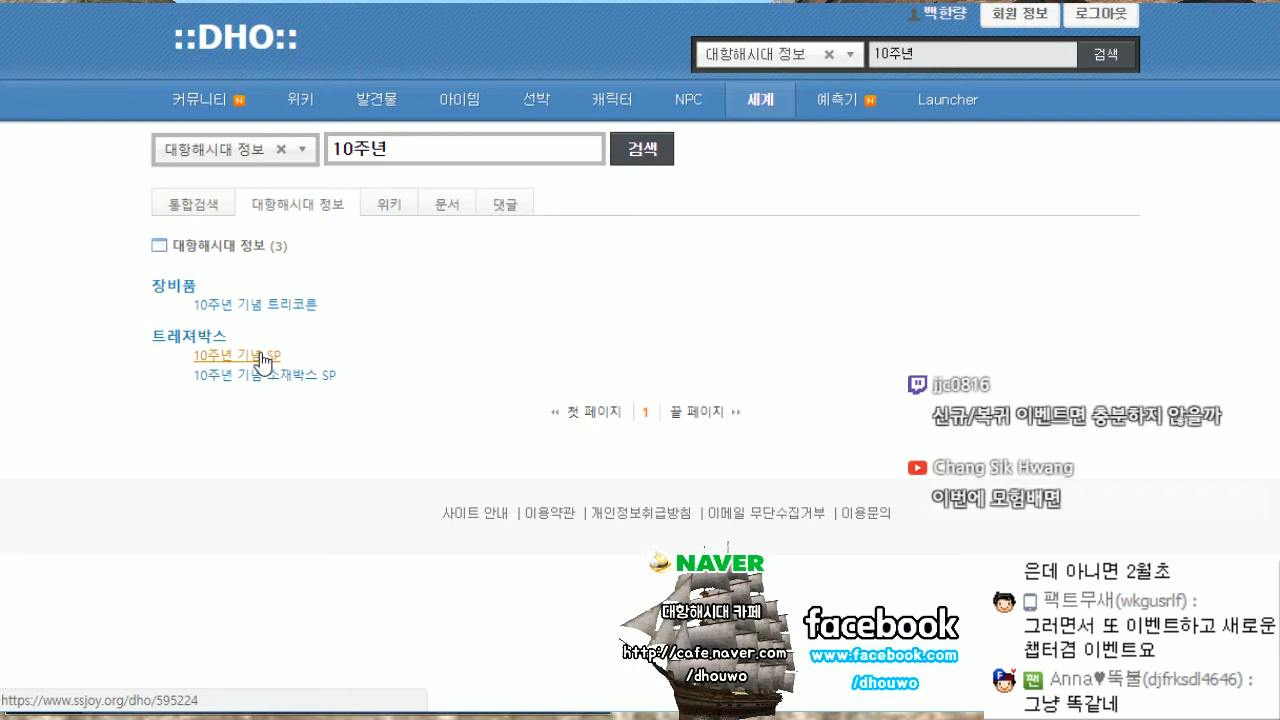 ::DHO::
백한량
회원 정보
로그아웃
대항해시대 정보
10주년
검색
커뮤니티 N
위키
발견물
아이템
선박
캐릭터
NPC
세계
예측기 N
Launcher
대항해시대 정보
10주년
검색
통합검색
대항해시대 정보
위키
문서
댓글
대항해시대 정보 (3)
장비품
10주년 기념 트리코른
트레져박스
10주년 기념 SP
10주년 기념 소재박스 SP
첫 페이지
1
끝 페이지
jjc0816
신규/복귀 이벤트면 충분하지 않을까
Chang Sik Hwang
이번에 모험배면
사이트 안내 | 이용약관 | 개인정보취급방침 | 이메일 무단수집거부 | 이용문의
NAVER
대항해시대 카페
http://cafe.naver.com
/dhouwo
facebook
www.facebook.com
/dhouwo
은데 아니면 2월초
팩트무새(wkgusrlf) :
그러면서 또 이벤트하고 새로운
챕터겸 이벤트요
팬 Anna♥뚝불(djfrksdl4646) :
그냥 똑같네
https://www.ssjoy.org/dho/595224